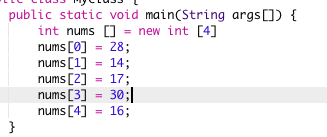 public static void main(String args[]) {
int nums [] = new int [4]
nums[0] = 28;
nums[1] = 14;
nums[2] = 17;
nums[3] = 30;
nums[4] = 16;
}